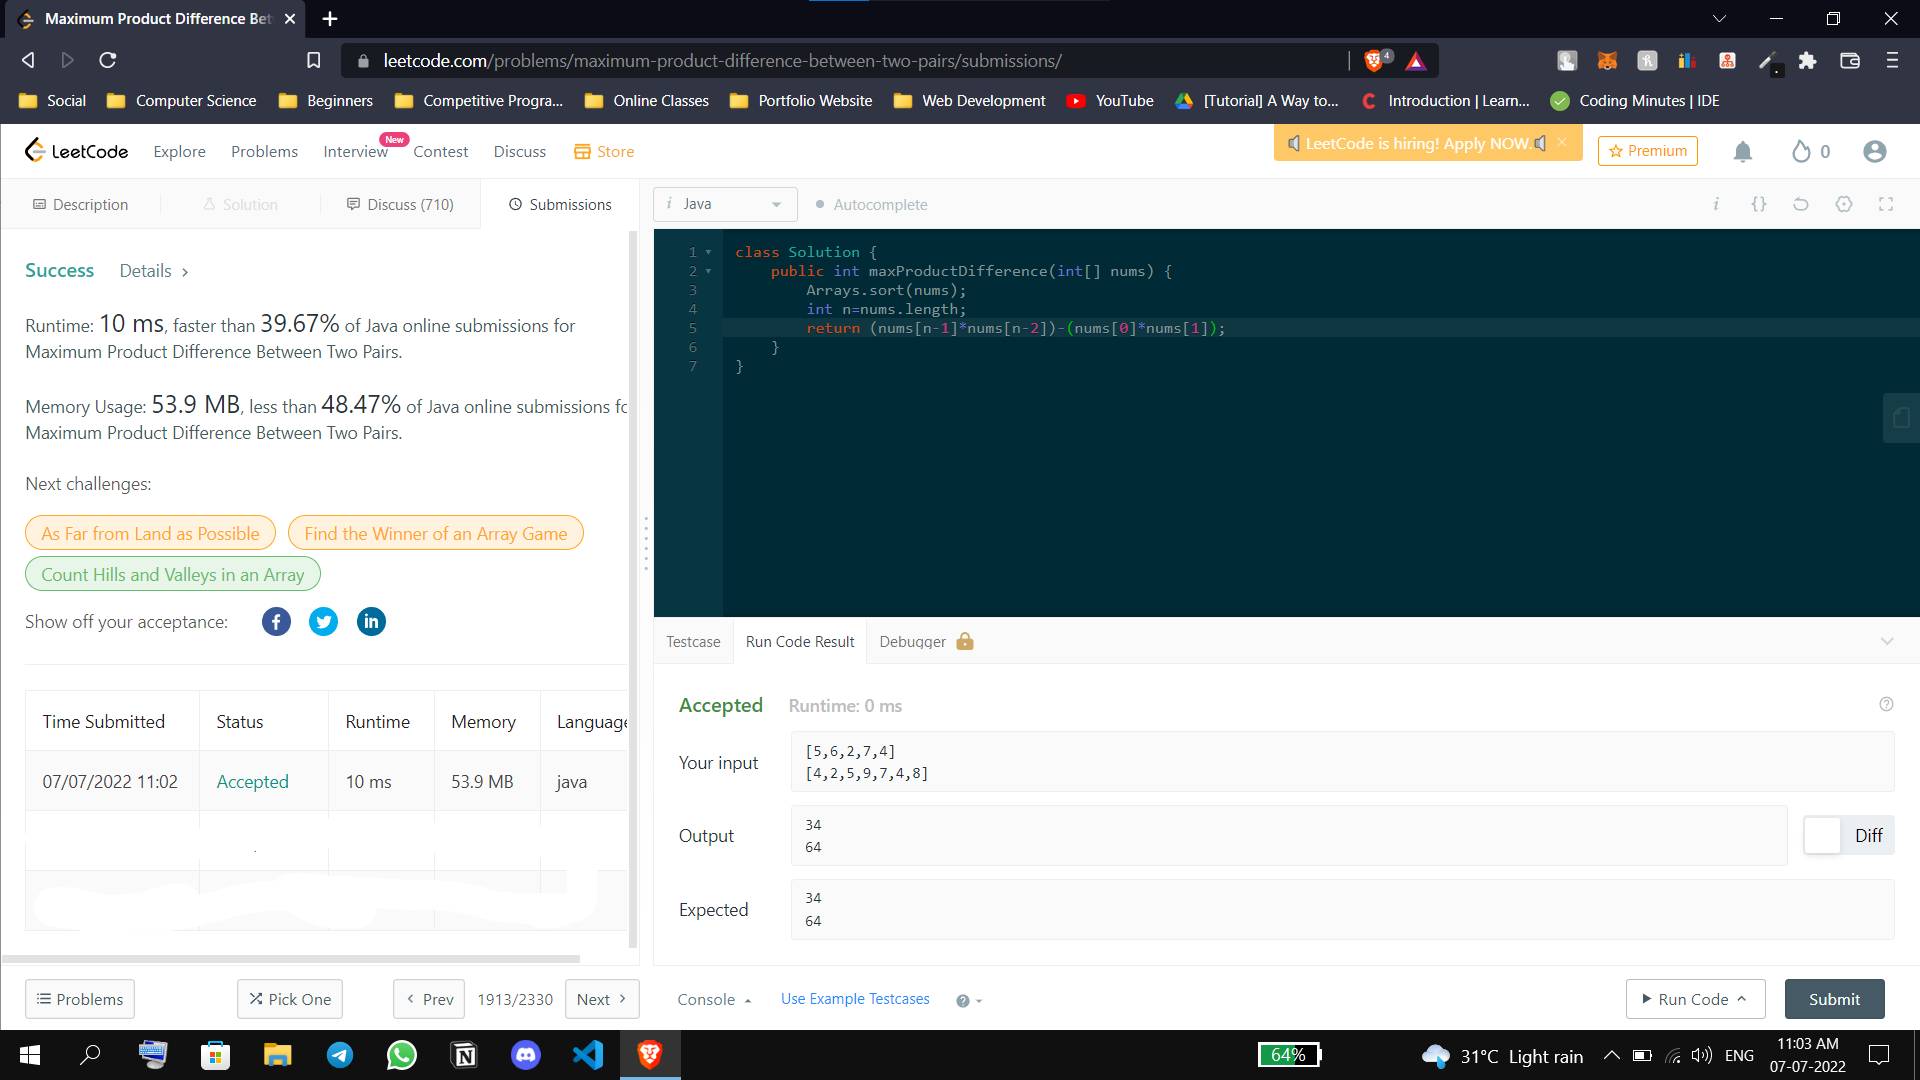 Maximum Product Difference Bet
leetcode.com/problems/maximum-product-difference-between-two-pairs/submissions/
4
Social Computer Science Beginners Competitive Progra... Online Classes Portfolio Website Web Development YouTube [Tutorial] A Way to... Introduction | Learn... Coding Minutes | IDE
LeetCode Explore Problems Interview New Contest Discuss Store LeetCode is hiring! Apply NOW. Premium 0
Description Solution Discuss (710) Submissions
Success Details >
Runtime: 10 ms, faster than 39.67% of Java online submissions for
Maximum Product Difference Between Two Pairs.
Memory Usage: 53.9 MB, less than 48.47% of Java online submissions fo
Maximum Product Difference Between Two Pairs.
Next challenges:
As Far from Land as Possible Find the Winner of an Array Game
Count Hills and Valleys in an Array
Show off your acceptance:
Time Submitted Status Runtime Memory Language
07/07/2022 11:02 Accepted 10 ms 53.9 MB java
Problems Pick One Prev 1913/2330 Next
i Java Autocomplete i {}
1 class Solution {
2 public int maxProductDifference(int[] nums) {
3 Arrays.sort(nums);
4 int n=nums.length;
5 return (nums[n-1]*nums[n-2])-(nums[0]*nums[1]);
6 }
7 }
Testcase Run Code Result Debugger
Accepted Runtime: 0 ms
Your input
[5,6,2,7,4]
[4,2,5,9,7,4,8]
Output
34
64
Diff
Expected
34
64
Console Use Example Testcases Run Code Submit
64% 31°C Light rain ENG
11:03 AM
07-07-2022